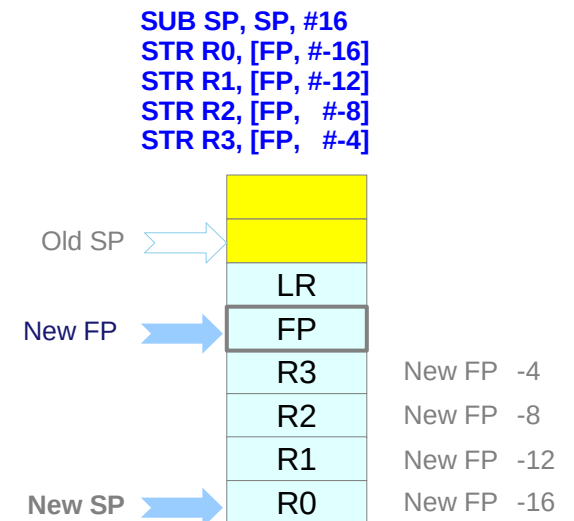 SUB SP, SP, #16
STR R0, [FP, #-16]
STR R1, [FP, #-12]
STR R2, [FP, #-8]
STR R3, [FP, #-4]
Old SP
LR
New FP FP
R3 New FP -4
R2 New FP -8
R1 New FP -12
New SP R0 New FP -16